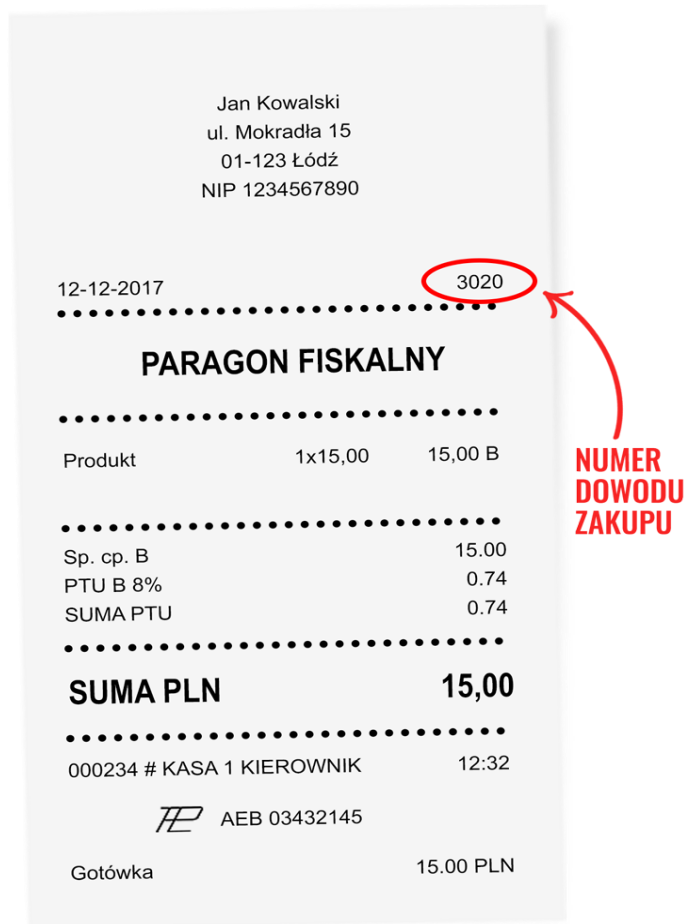 Jan Kowalski
ul. Mokradła 15
01-123 Łódź
NIP 1234567890
12-12-2017 3020
PARAGON FISKALNY
Produkt 1x15,00 15,00 B
NUMER
DOWODU
ZAKUPU
Sp. cp. B 15.00
PTU B 8% 0.74
SUMA PTU 0.74
SUMA PLN 15,00
000234 # KASA 1 KIEROWNIK 12:32
AEB 03432145
Gotówka 15.00 PLN